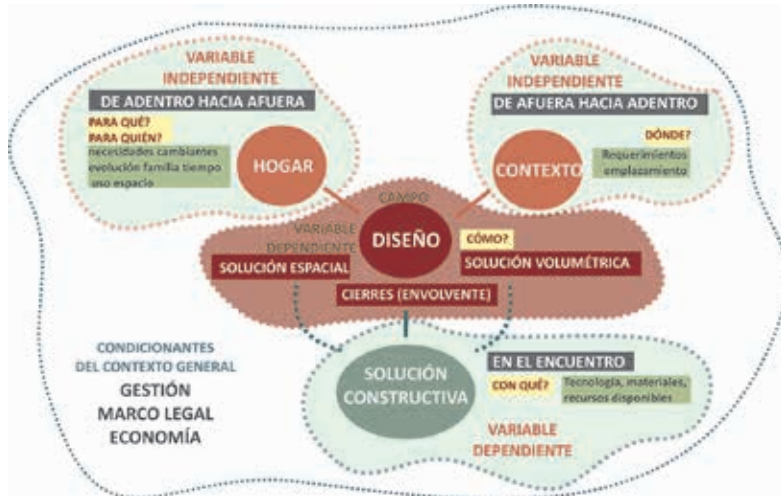 VARIABLE
INDEPENDIENTE
DE ADENTRO HACIA AFUERA
PARA QUÉ?
PARA QUIÉN?
necesidades cambiantes
evolución familia tiempo
uso espacio
HOGAR
VARIABLE
INDEPENDIENTE
DE AFUERA HACIA ADENTRO
DÓNDE?
Requerimientos
emplazamiento
CONTEXTO
CAMPO
DISEÑO
VARIABLE
DEPENDIENTE
SOLUCIÓN ESPACIAL
CÓMO?
SOLUCIÓN VOLUMÉTRICA
CIERRES (ENVOLVENTE)
CONDICIONANTES
DEL CONTEXTO GENERAL
GESTIÓN
MARCO LEGAL
ECONOMÍA
SOLUCIÓN
CONSTRUCTIVA
EN EL ENCUENTRO
CON QUÉ?
Tecnología, materiales,
recursos disponibles
VARIABLE
DEPENDIENTE